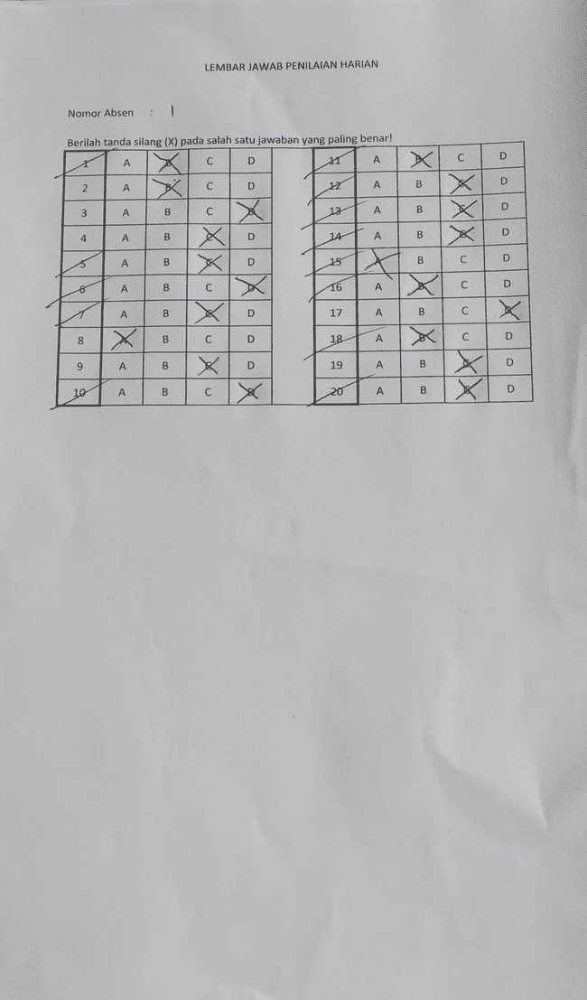 LEMBAR JAWAB PENILAIAN HARIAN
Nomor Absen : 1
Berilah tanda silang (X) pada salah satu jawaban yang paling benar!
1 A B C D 11 A B C D
2 A B C D 12 A B C D
3 A B C D 13 A B C D
4 A B C D 14 A B C D
5 A B C D 15 A B C D
6 A B C D 16 A B C D
7 A B C D 17 A B C D
8 A B C D 18 A B C D
9 A B C D 19 A B C D
10 A B C D 20 A B C D